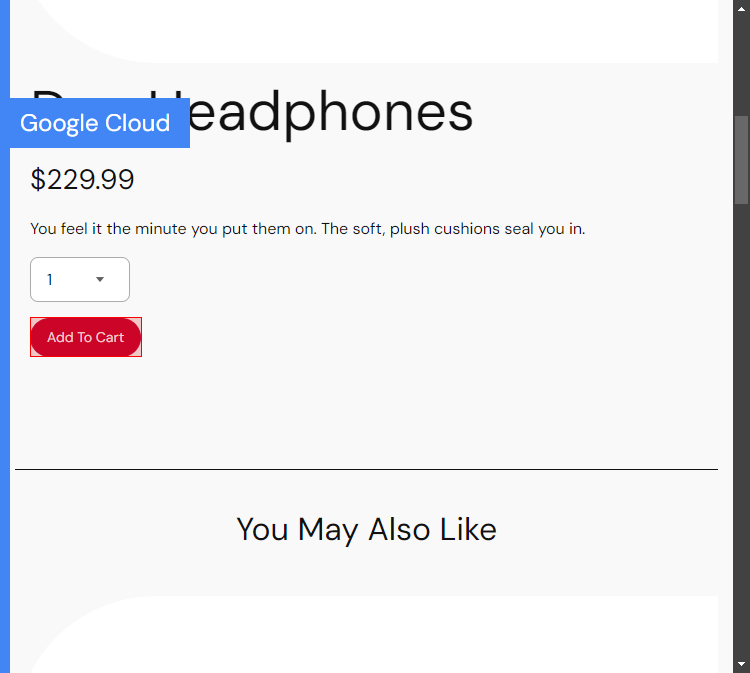 Headphones
Google Cloud
$229.99
You feel it the minute you put them on. The soft, plush cushions seal you in.
1
Add To Cart
You May Also Like